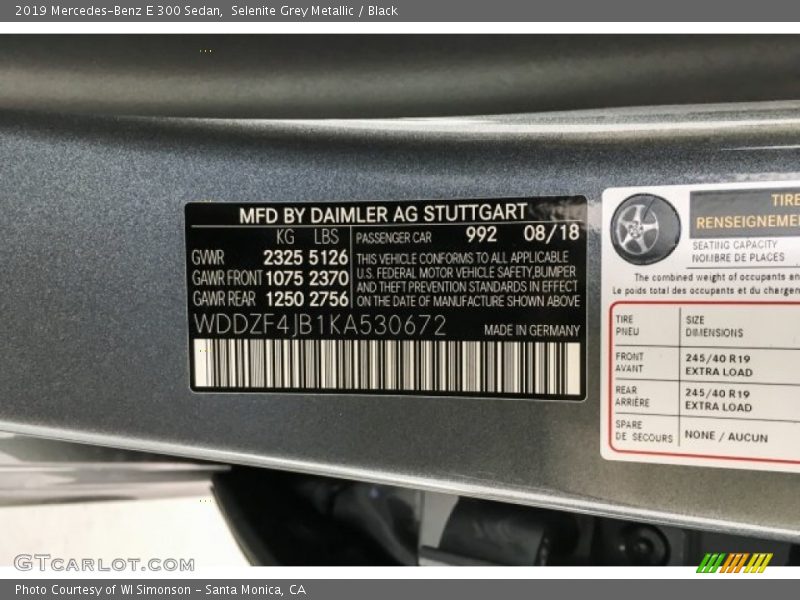 2019 Mercedes-Benz E 300 Sedan, Selenite Grey Metallic / Black
MFD BY DAIMLER AG STUTTGART
KG LBS PASSENGER CAR 992 08/18
GVWR 2325 5126
GAWR FRONT 1075 2370
GAWR REAR 1250 2756
THIS VEHICLE CONFORMS TO ALL APPLICABLE
U.S. FEDERAL MOTOR VEHICLE SAFETY,BUMPER
AND THEFT PREVENTION STANDARDS IN EFFECT
ON THE DATE OF MANUFACTURE SHOWN ABOVE
WDDZF4JB1KA530672 MADE IN GERMANY
TIRE
RENSEIGNEME
SEATING CAPACITY
NOMBRE DE PLACES
The combined weight of occupants an
Le poids total des occupants et du charge
TIRE SIZE
PNEU DIMENSIONS
FRONT 245/40 R19
AVANT EXTRA LOAD
REAR 245/40 R19
ARRIÈRE EXTRA LOAD
SPARE NONE / AUCUN
DE SECOURS
GTCARLOT.COM
Photo Courtesy of WI Simonson - Santa Monica, CA